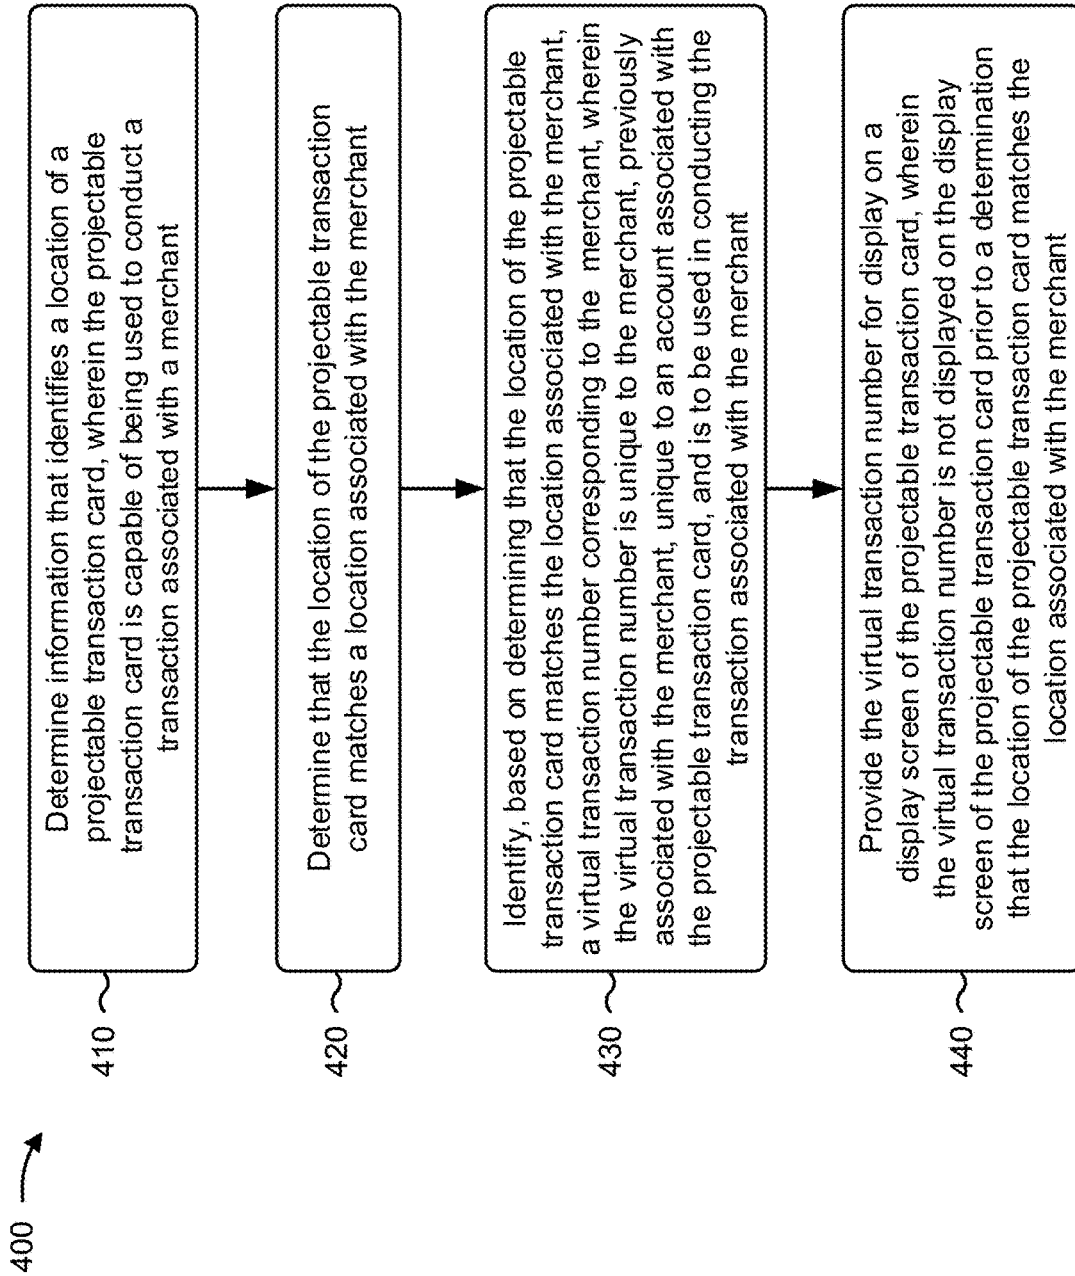 400
410
Determine information that identifies a location of a
projectable transaction card, wherein the projectable
transaction card is capable of being used to conduct a
transaction associated with a merchant
420
Determine that the location of the projectable transaction
card matches a location associated with the merchant
430
Identify, based on determining that the location of the projectable
transaction card matches the location associated with the merchant,
a virtual transaction number corresponding to the merchant, wherein
the virtual transaction number is unique to the merchant, previously
associated with the merchant, unique to an account associated with
the projectable transaction card, and is to be used in conducting the
transaction associated with the merchant
440
Provide the virtual transaction number for display on a
display screen of the projectable transaction card, wherein
the virtual transaction number is not displayed on the display
screen of the projectable transaction card prior to a determination
that the location of the projectable transaction card matches the
location associated with the merchant